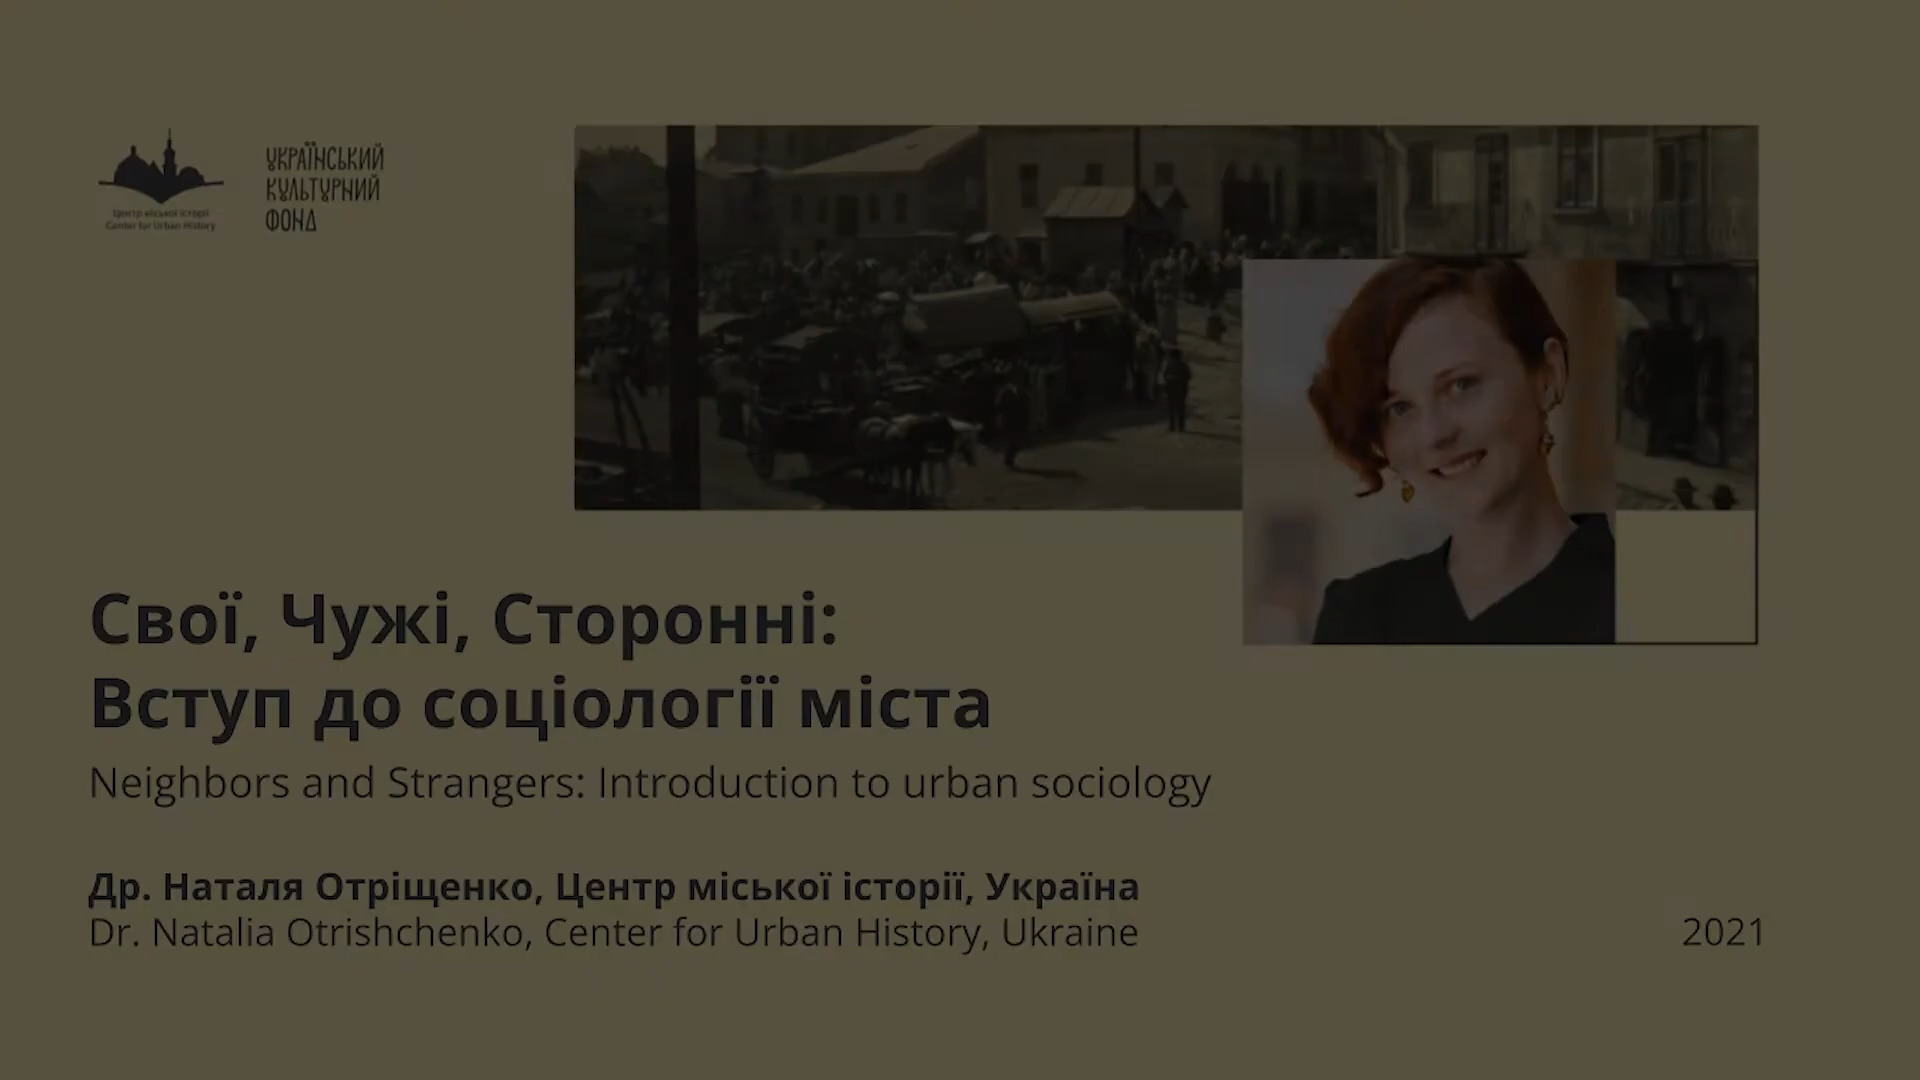 Центр міської історії
Center for Urban History
УКРАЇНСЬКИЙ
КУЛЬТУРНИЙ
ФОНД
Свої, Чужі, Сторонні:
Вступ до соціології міста
Neighbors and Strangers: Introduction to urban sociology
Др. Наталя Отріщенко, Центр міської історії, Україна
Dr. Natalia Otrishchenko, Center for Urban History, Ukraine
2021